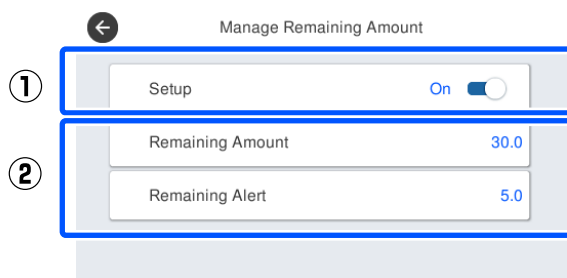 Manage Remaining Amount
① Setup On
Remaining Amount 30.0
② Remaining Alert 5.0